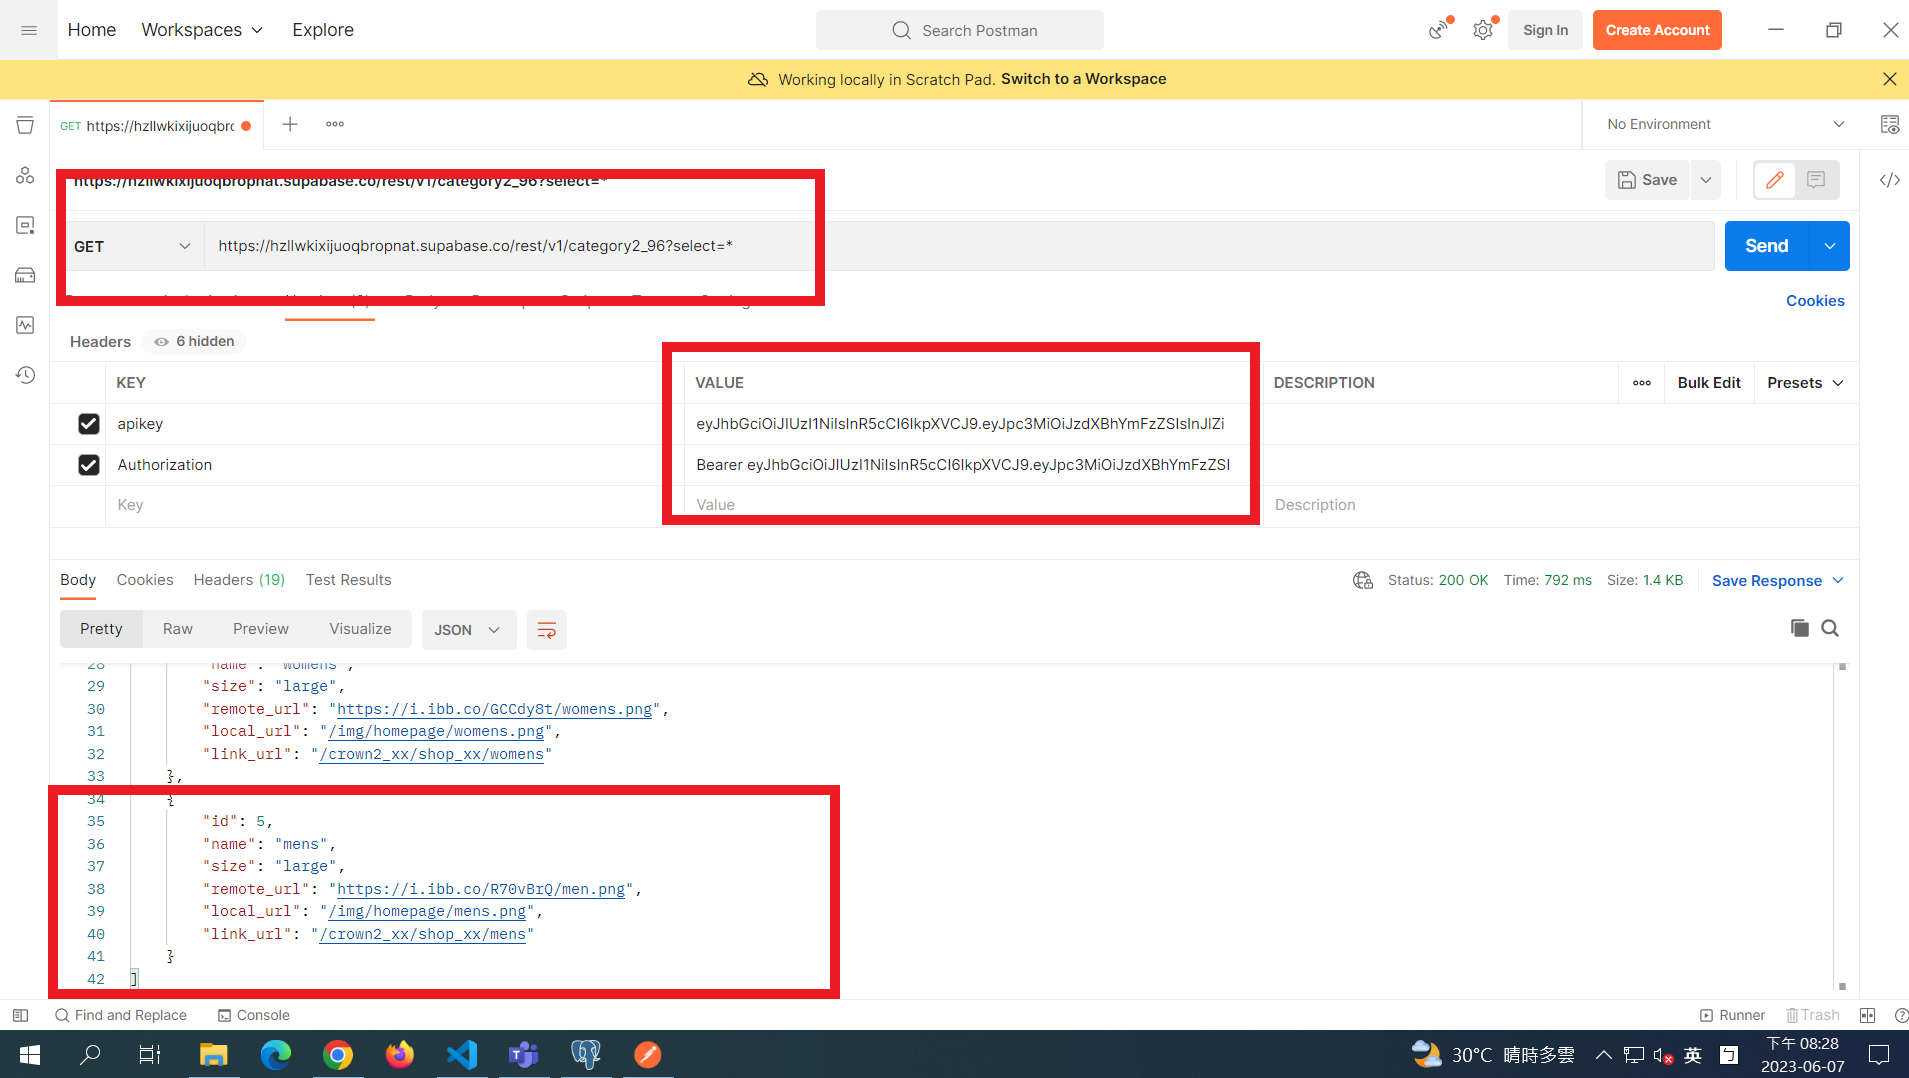 Home Workspaces Explore
Search Postman
Sign In Create Account
Working locally in Scratch Pad. Switch to a Workspace
GET https://hzllwkixijuoqbrc
No Environment
https://hzllwkixijuoqbropnat.supabase.co/rest/v1/category2_96?select=*
Save
GET https://hzllwkixijuoqbropnat.supabase.co/rest/v1/category2_96?select=*
Send
Cookies
Headers 6 hidden
KEY VALUE DESCRIPTION
Bulk Edit Presets
apikey eyJhbGciOiJIUzI1NiIsInR5cCI6IkpXVCJ9.eyJpc3MiOiJzdXBhYmFzZSIsInJlZi
Authorization Bearer eyJhbGciOiJIUzI1NiIsInR5cCI6IkpXVCJ9.eyJpc3MiOiJzdXBhYmFzZSI
Key Value Description
Body Cookies Headers (19) Test Results
Status: 200 OK Time: 792 ms Size: 1.4 KB Save Response
Pretty Raw Preview Visualize JSON
28 "name": "womens",
29 "size": "large",
30 "remote_url": "https://i.ibb.co/GCCdy8t/womens.png",
31 "local_url": "/img/homepage/womens.png",
32 "link_url": "/crown2_xx/shop_xx/womens"
33 },
34 {
35 "id": 5,
36 "name": "mens",
37 "size": "large",
38 "remote_url": "https://i.ibb.co/R70vBrQ/men.png",
39 "local_url": "/img/homepage/mens.png",
40 "link_url": "/crown2_xx/shop_xx/mens"
41 }
42 ]
Find and Replace Console
Runner Trash
30°C 晴時多雲 英 下午 08:28
2023-06-07